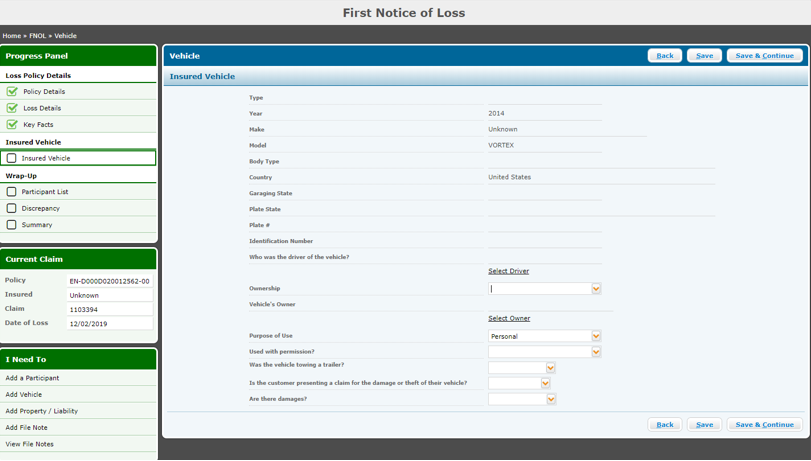 First Notice of Loss
Home » FNOL » Vehicle
Progress Panel
Loss Policy Details
Policy Details
Loss Details
Key Facts
Insured Vehicle
Insured Vehicle
Wrap-Up
Participant List
Discrepancy
Summary
Current Claim
Policy EN-D000D020012562-00
Insured Unknown
Claim 1103394
Date of Loss 12/02/2019
I Need To
Add a Participant
Add Vehicle
Add Property / Liability
Add File Note
View File Notes
Vehicle Back Save Save & Continue
Insured Vehicle
Type
Year 2014
Make Unknown
Model VORTEX
Body Type
Country United States
Garaging State
Plate State
Plate #
Identification Number
Who was the driver of the vehicle?
Select Driver
Ownership
Vehicle's Owner
Select Owner
Purpose of Use Personal
Used with permission?
Was the vehicle towing a trailer?
Is the customer presenting a claim for the damage or theft of their vehicle?
Are there damages?
Back Save Save & Continue